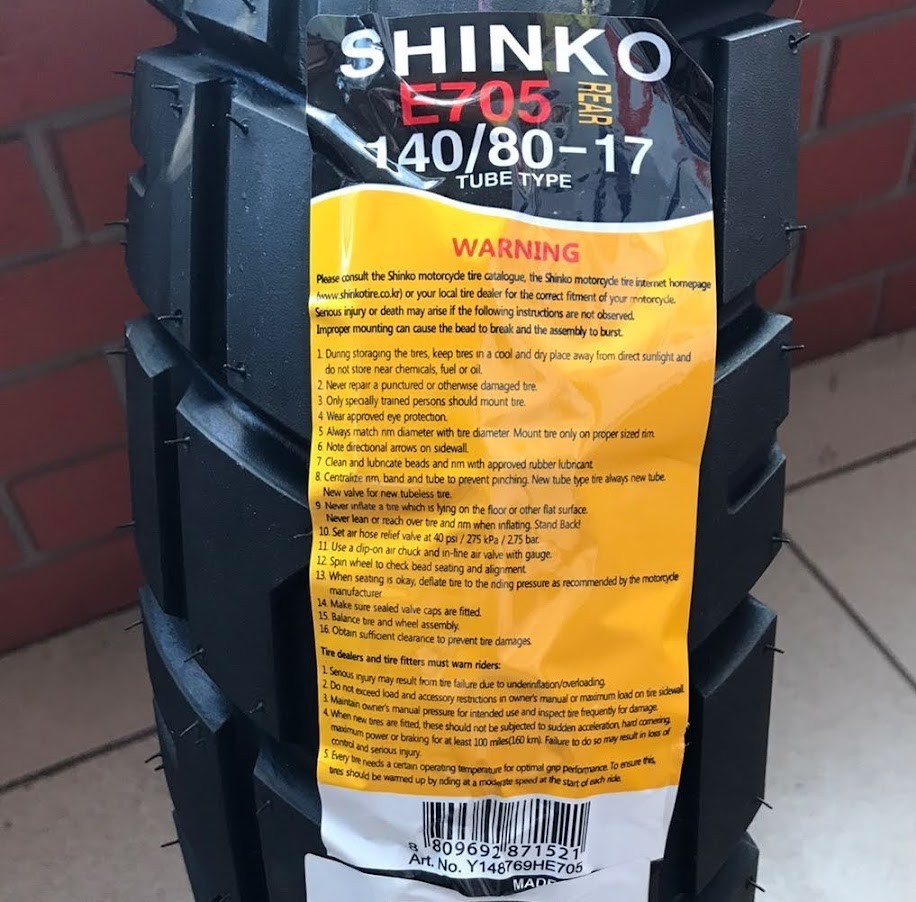 SHINKO
E705 REAR
140/80-17
TUBE TYPE
WARNING
Please consult the Shinko motorcycle tire catalogue, the Shinko motorcycle tire internet homepage
(www.shinkotire.co.kr) or your local tire dealer for the correct fitment of your motorcycle.
Serious injury or death may arise if the following instructions are not observed.
Improper mounting can cause the bead to break and the assembly to burst.
1. During storaging the tires, keep tires in a cool and dry place away from direct sunlight and
do not store near chemicals, fuel or oil.
2. Never repair a punctured or otherwise damaged tire.
3. Only specially trained persons should mount tire.
4. Wear approved eye protection.
5. Always match rim diameter with tire diameter. Mount tire only on proper sized rim.
6. Note directional arrows on sidewall.
7. Clean and lubricate beads and rim with approved rubber lubricant.
8. Centralize rim, band and tube to prevent pinching. New tube type tire always new tube.
New valve for new tubeless tire.
9. Never inflate a tire which is lying on the floor or other flat surface.
Never lean or reach over tire and rim when inflating. Stand Back!
10. Set air hose relief valve at 40 psi / 275 kPa / 2.75 bar.
11. Use a clip-on air chuck and in-line air valve with gauge.
12. Spin wheel to check bead seating and alignment.
13. When seating is okay, deflate tire to the riding pressure as recommended by the motorcycle
manufacturer.
14. Make sure sealed valve caps are fitted.
15. Balance tire and wheel assembly.
16. Obtain sufficient clearance to prevent tire damages.
Tire dealers and tire fitters must warn riders:
1. Serious injury may result from tire failure due to underinflation/overloading.
2. Do not exceed load and accessory restrictions in owner's manual or maximum load on tire sidewall.
3. Maintain owner's manual pressure for intended use and inspect tire frequently for damage.
4. When new tires are fitted, these should not be subjected to sudden acceleration, hard cornering,
maximum power or braking for at least 100 miles(160 km). Failure to do so may result in loss of
control and serious injury.
5. Every tire needs a certain operating temperature for optimal grip performance. To ensure this,
tires should be warmed up by riding at a moderate speed at the start of each ride.
8 809692 871521
Art. No. Y148769HE705